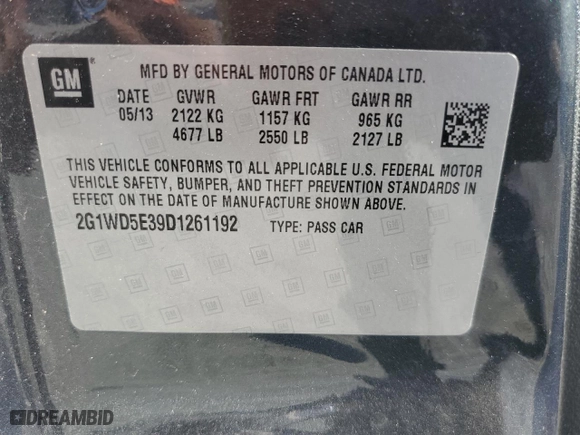 GM
MFD BY GENERAL MOTORS OF CANADA LTD.
DATE GVWR GAWR FRT GAWR RR
05/13 2122 KG 1157 KG 965 KG
4677 LB 2550 LB 2127 LB
THIS VEHICLE CONFORMS TO ALL APPLICABLE U.S. FEDERAL MOTOR
VEHICLE SAFETY, BUMPER, AND THEFT PREVENTION STANDARDS IN
EFFECT ON THE DATE OF MANUFACTURE SHOWN ABOVE.
2G1WD5E39D1261192 TYPE: PASS CAR
DREAMBID